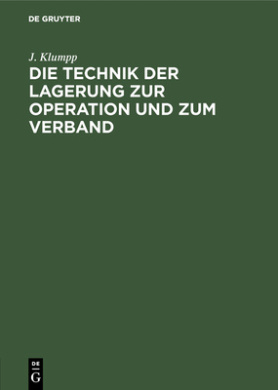 DE GRUYTER
J. Klumpp
DIE TECHNIK DER
LAGERUNG ZUR
OPERATION UND ZUM
VERBAND
DE
G